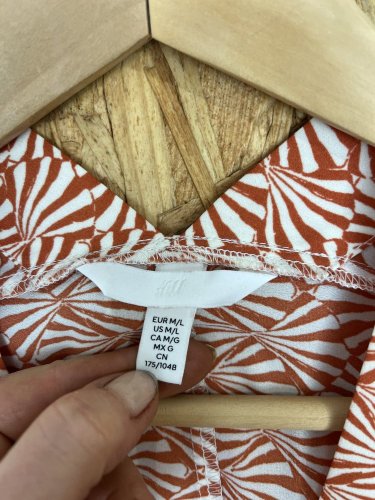 H&M
EUR M/L
US M/L
CA M/G
MX G
CN
175/104B